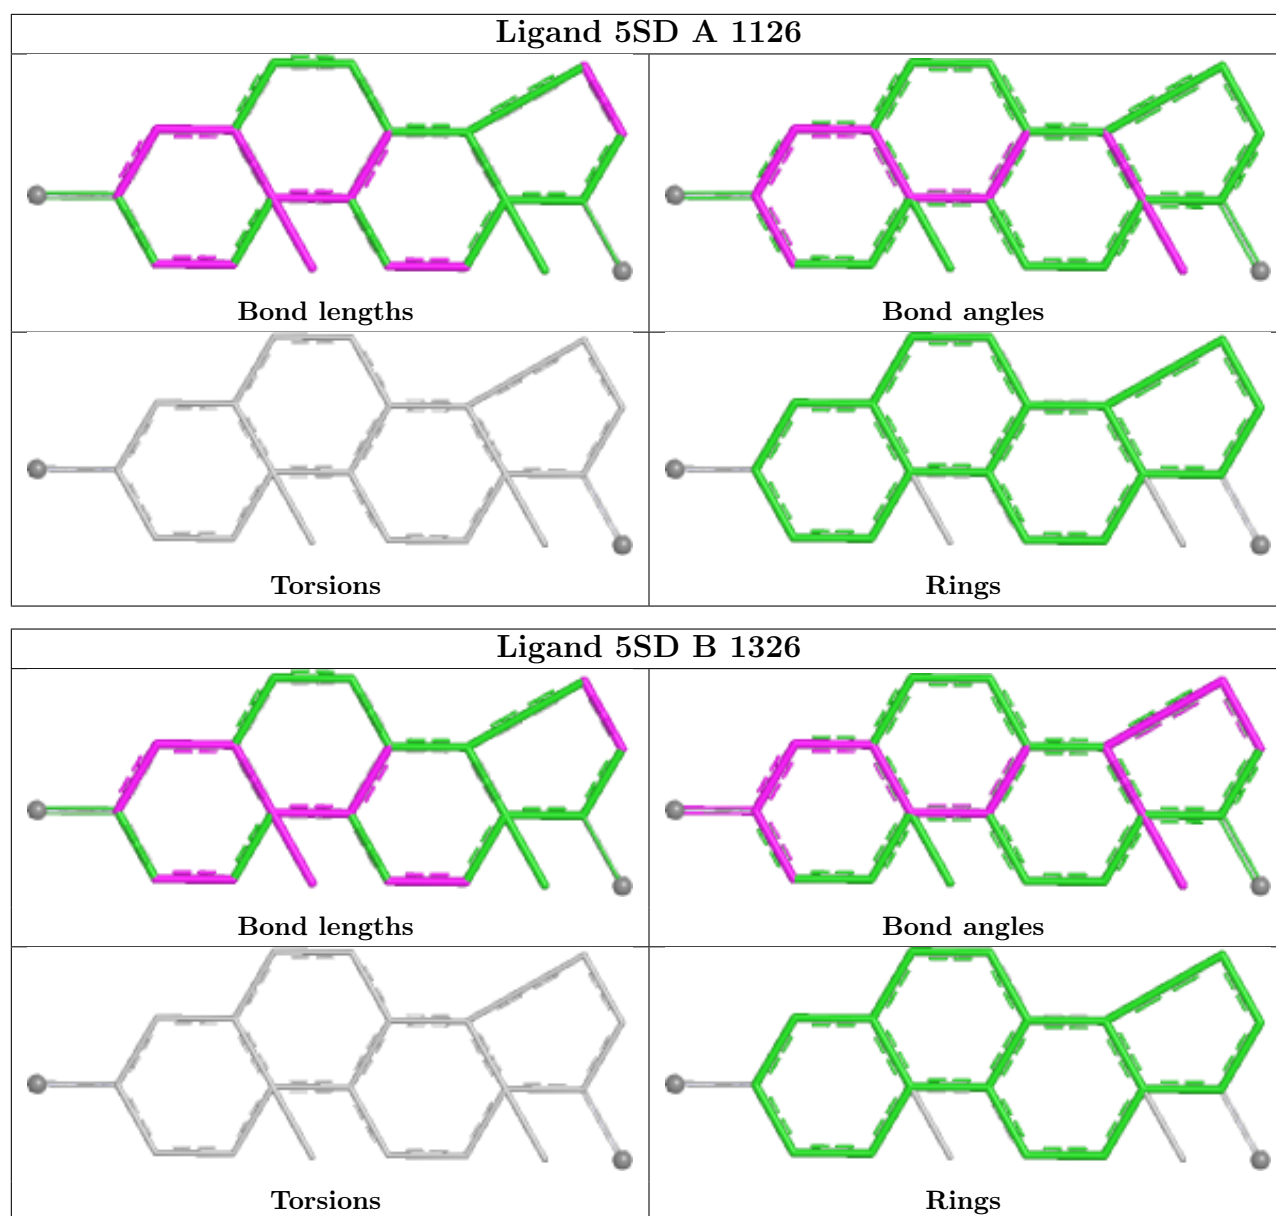 Ligand 5SD A 1126
Bond lengths
Bond angles
Torsions
Rings
Ligand 5SD B 1326
Bond lengths
Bond angles
Torsions
Rings